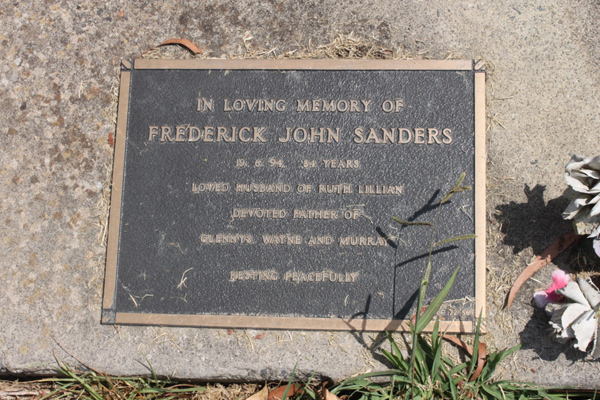 IN LOVING MEMORY OF
FREDERICK JOHN SANDERS
19. 6. 94. 84 YEARS
LOVED HUSBAND OF RUTH LILLIAN
DEVOTED FATHER OF
GLENNYS, WAYNE AND MURRAY
RESTING PEACEFULLY